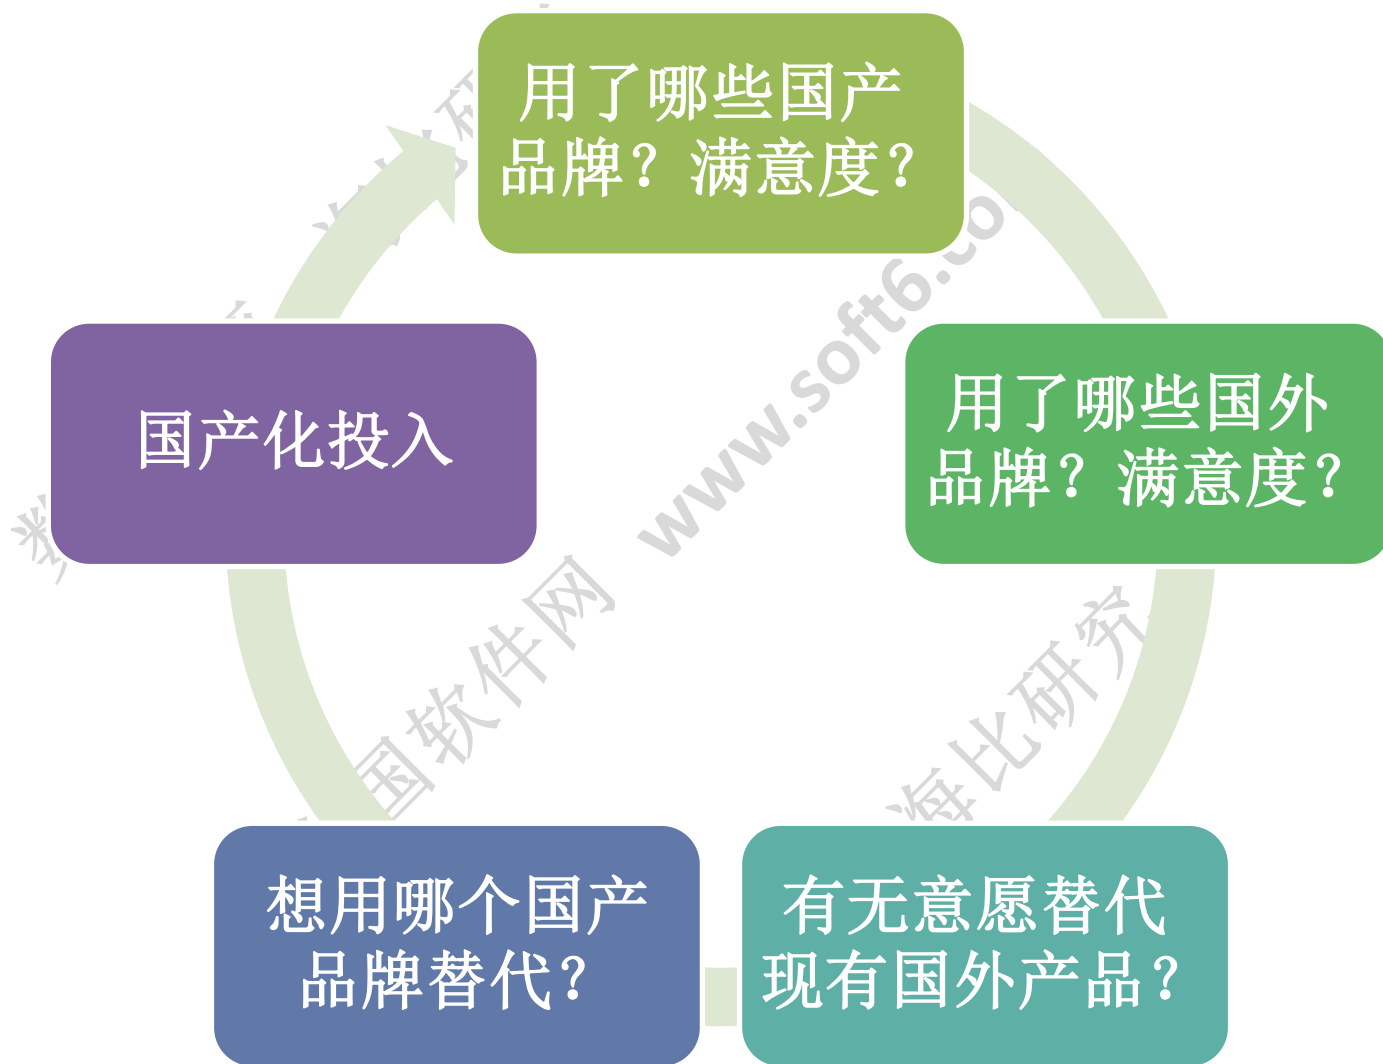 用了哪些国产
品牌？满意度？
用了哪些国外
品牌？满意度？
有无意愿替代
现有国外产品？
想用哪个国产
品牌替代？
国产化投入
国软件网 www.soft6.co
海比研究